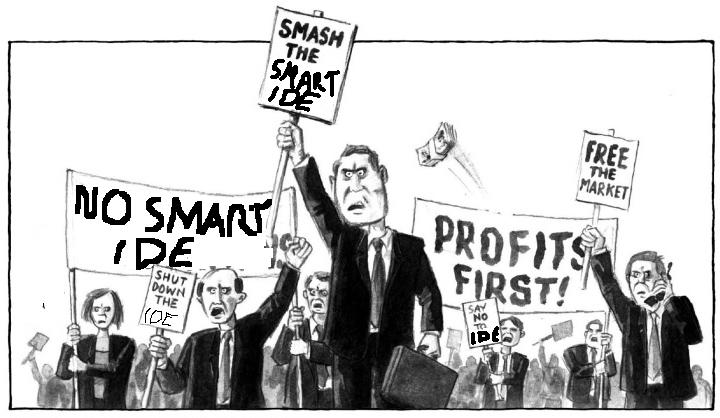 SMASH
THE
SMART
IDE
NO SMART
IDE
SHUT
DOWN
THE
IDE
PROFITS
FIRST!
SAY
NO
TO
IDE
FREE
THE
MARKET